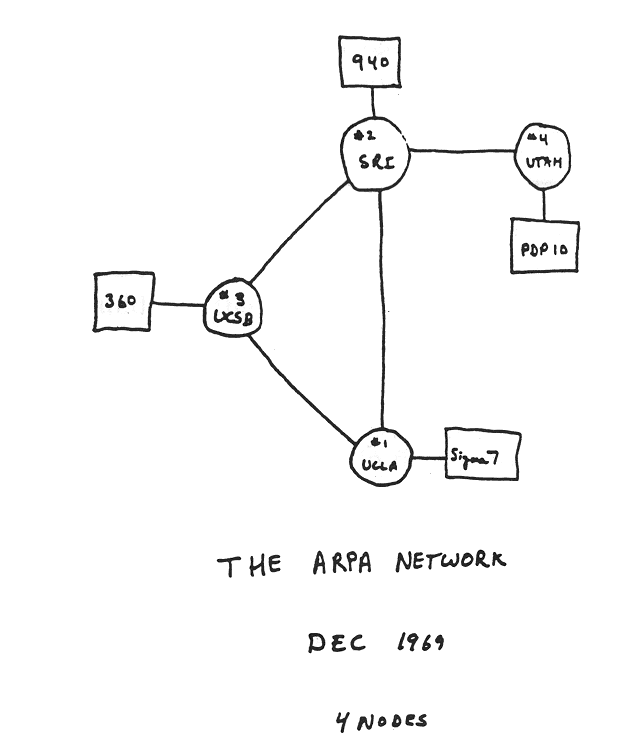 940
#2
SRI
#4
UTAH
PDP 10
360
#3
UCSB
#1
UCLA
Sigma 7
THE ARPA NETWORK
DEC 1969
4 NODES